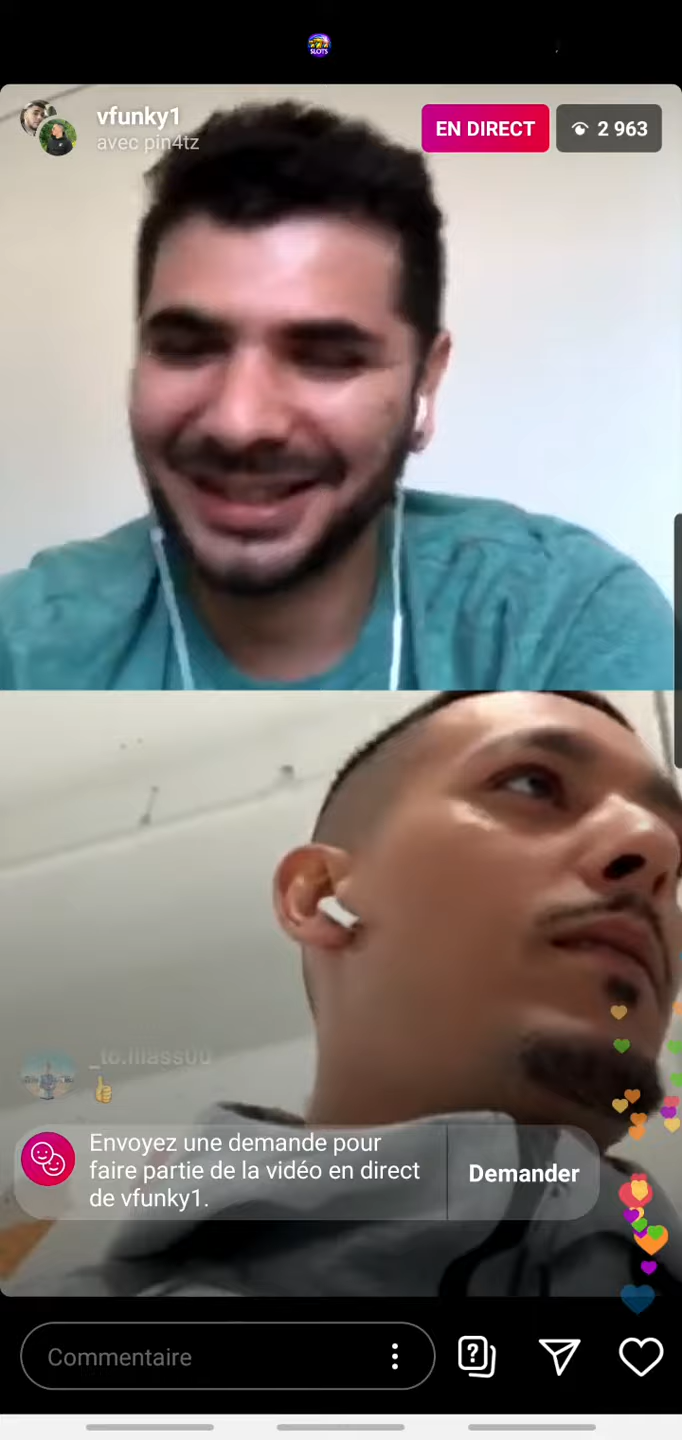 SLOTS
vfunky1
EN DIRECT
2 963
avec pin4tz
Envoyez une demande pour
faire partie de la vidéo en direct
de vfunky1.
Demander
Commentaire